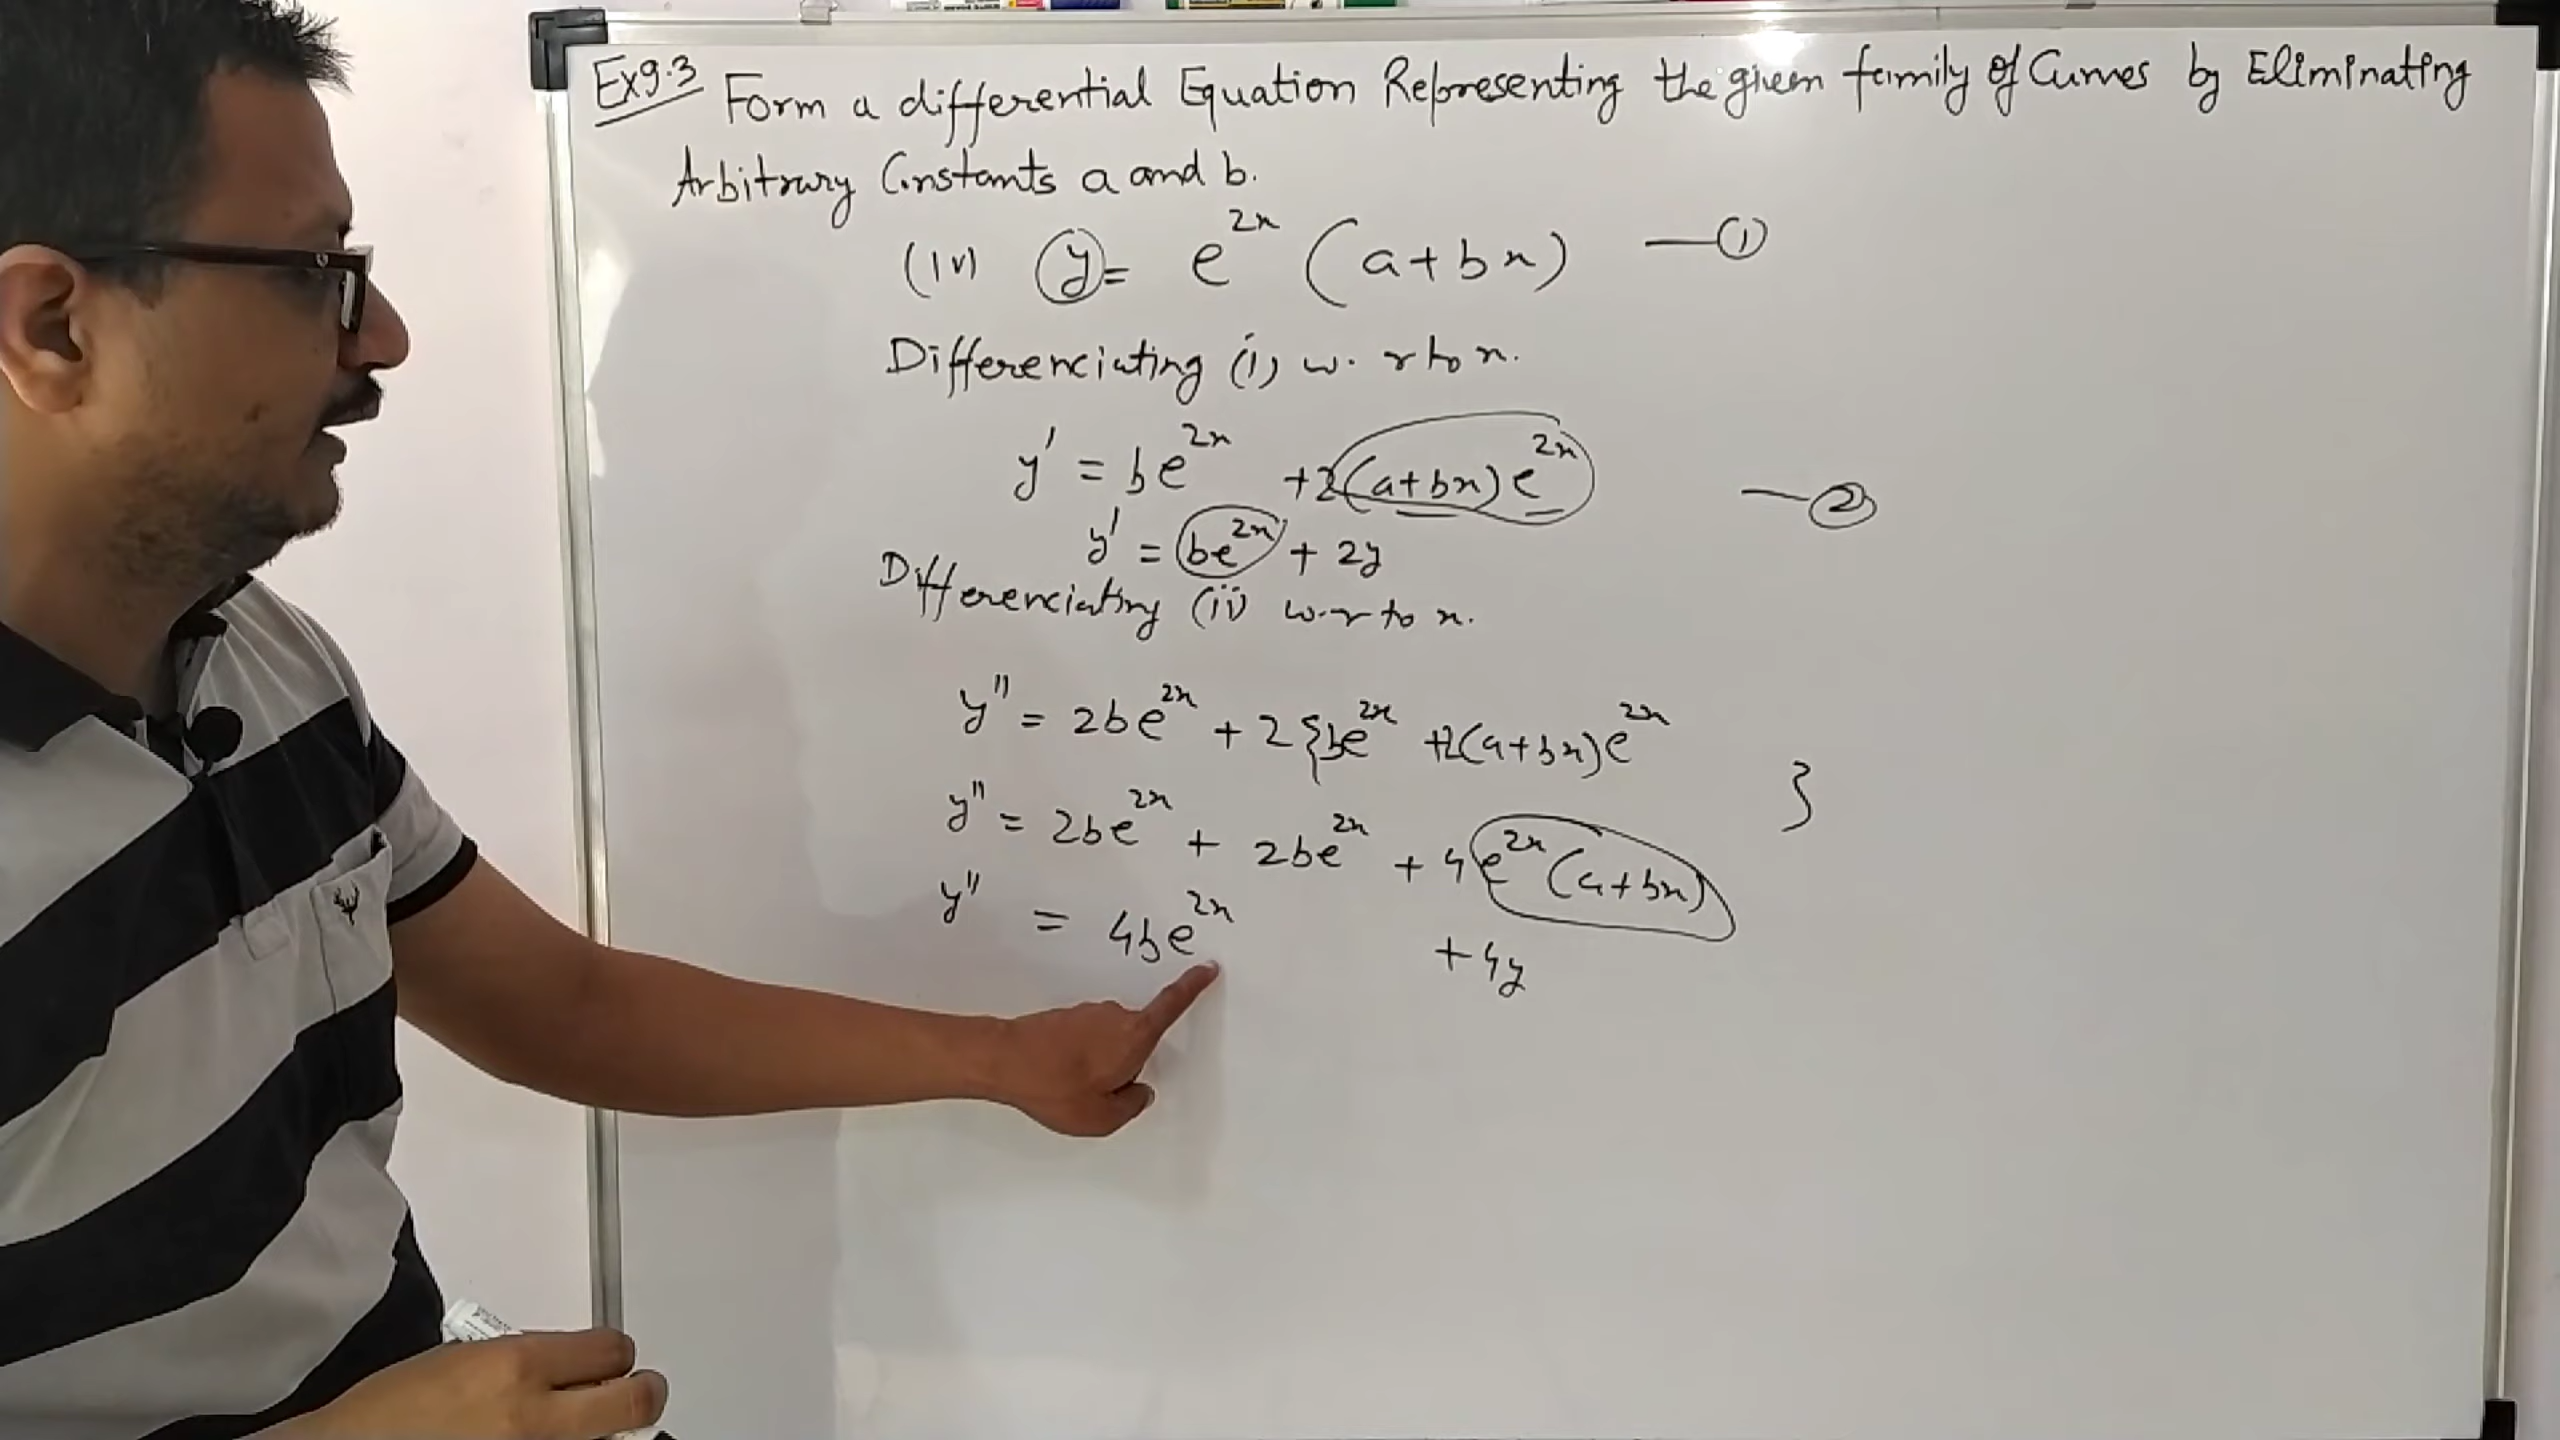 Ex 9.3 Form a differential Equation Representing the given family of Curves by Eliminating
Arbitrary Constants a and b.
(iv) y = e^2x (a+bx) —①
Differenciating (i) w. r to x.
y' = be^2x +2(a+bx)e^2x —②
y' = be^2x + 2y
Differenciating (ii) w.r to x.
y'' = 2be^2x + 2{be^2x +2(a+bx)e^2x }
y'' = 2be^2x + 2be^2x + 4e^2x (a+bx)
y'' = 4be^2x +4y